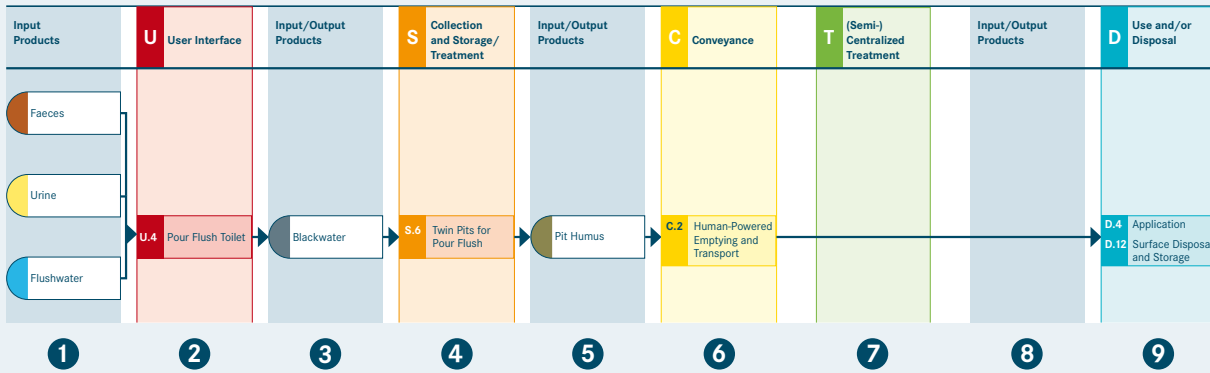 Input
Products
U
User Interface
Input/Output
Products
S
Collection
and Storage/
Treatment
Input/Output
Products
C
Conveyance
T
(Semi-)
Centralized
Treatment
Input/Output
Products
D
Use and/or
Disposal
Faeces
Urine
Flushwater
U.4
Pour Flush Toilet
Blackwater
S.6
Twin Pits for
Pour Flush
Pit Humus
C.2
Human-Powered
Emptying and
Transport
D.4
Application
D.12
Surface Disposa
and Storage
1
2
3
4
5
6
7
8
9